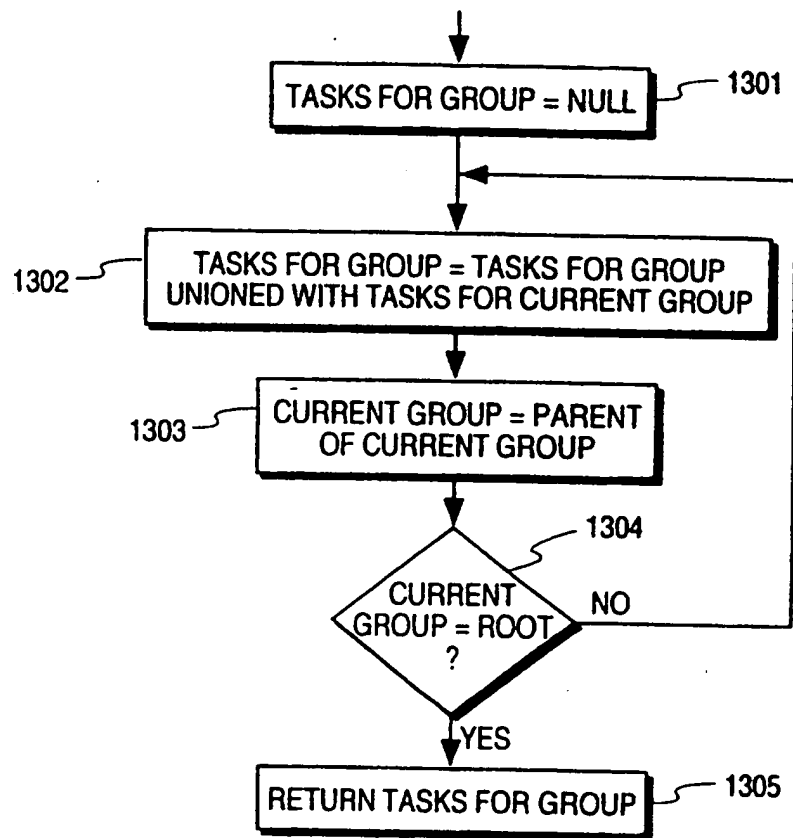 TASKS FOR GROUP = NULL
1301
1302
TASKS FOR GROUP = TASKS FOR GROUP
UNIONED WITH TASKS FOR CURRENT GROUP
1303
CURRENT GROUP = PARENT
OF CURRENT GROUP
1304
CURRENT
GROUP = ROOT
?
NO
YES
RETURN TASKS FOR GROUP
1305